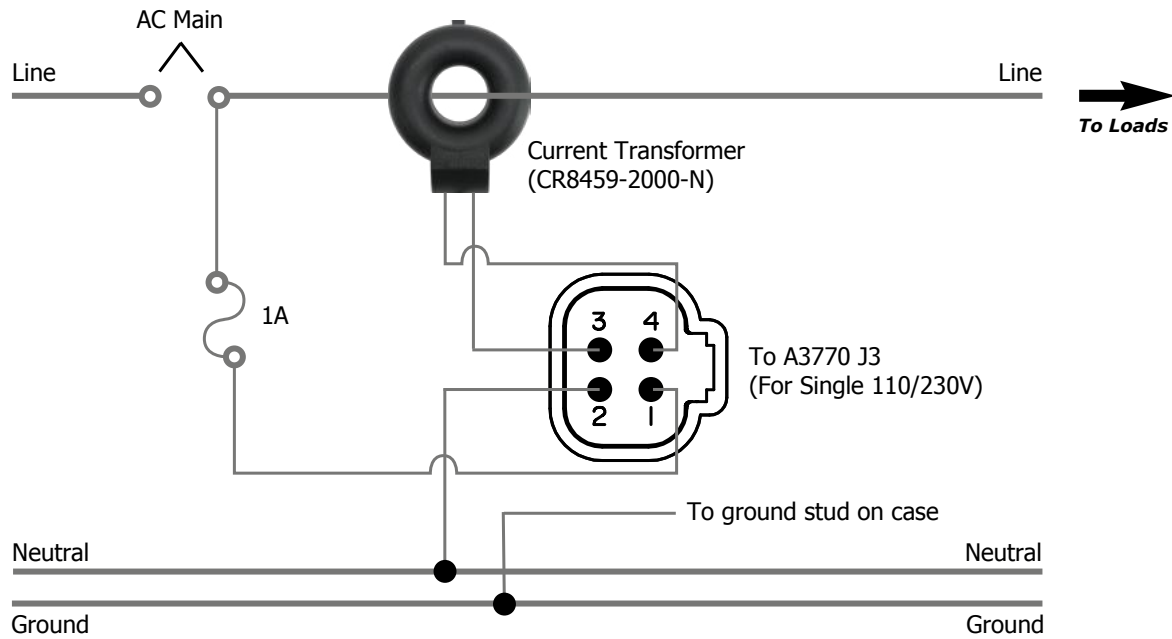 AC Main
Line
Line
To Loads
Current Transformer
(CR8459-2000-N)
1A
3 4
2 1
To A3770 J3
(For Single 110/230V)
To ground stud on case
Neutral
Neutral
Ground
Ground